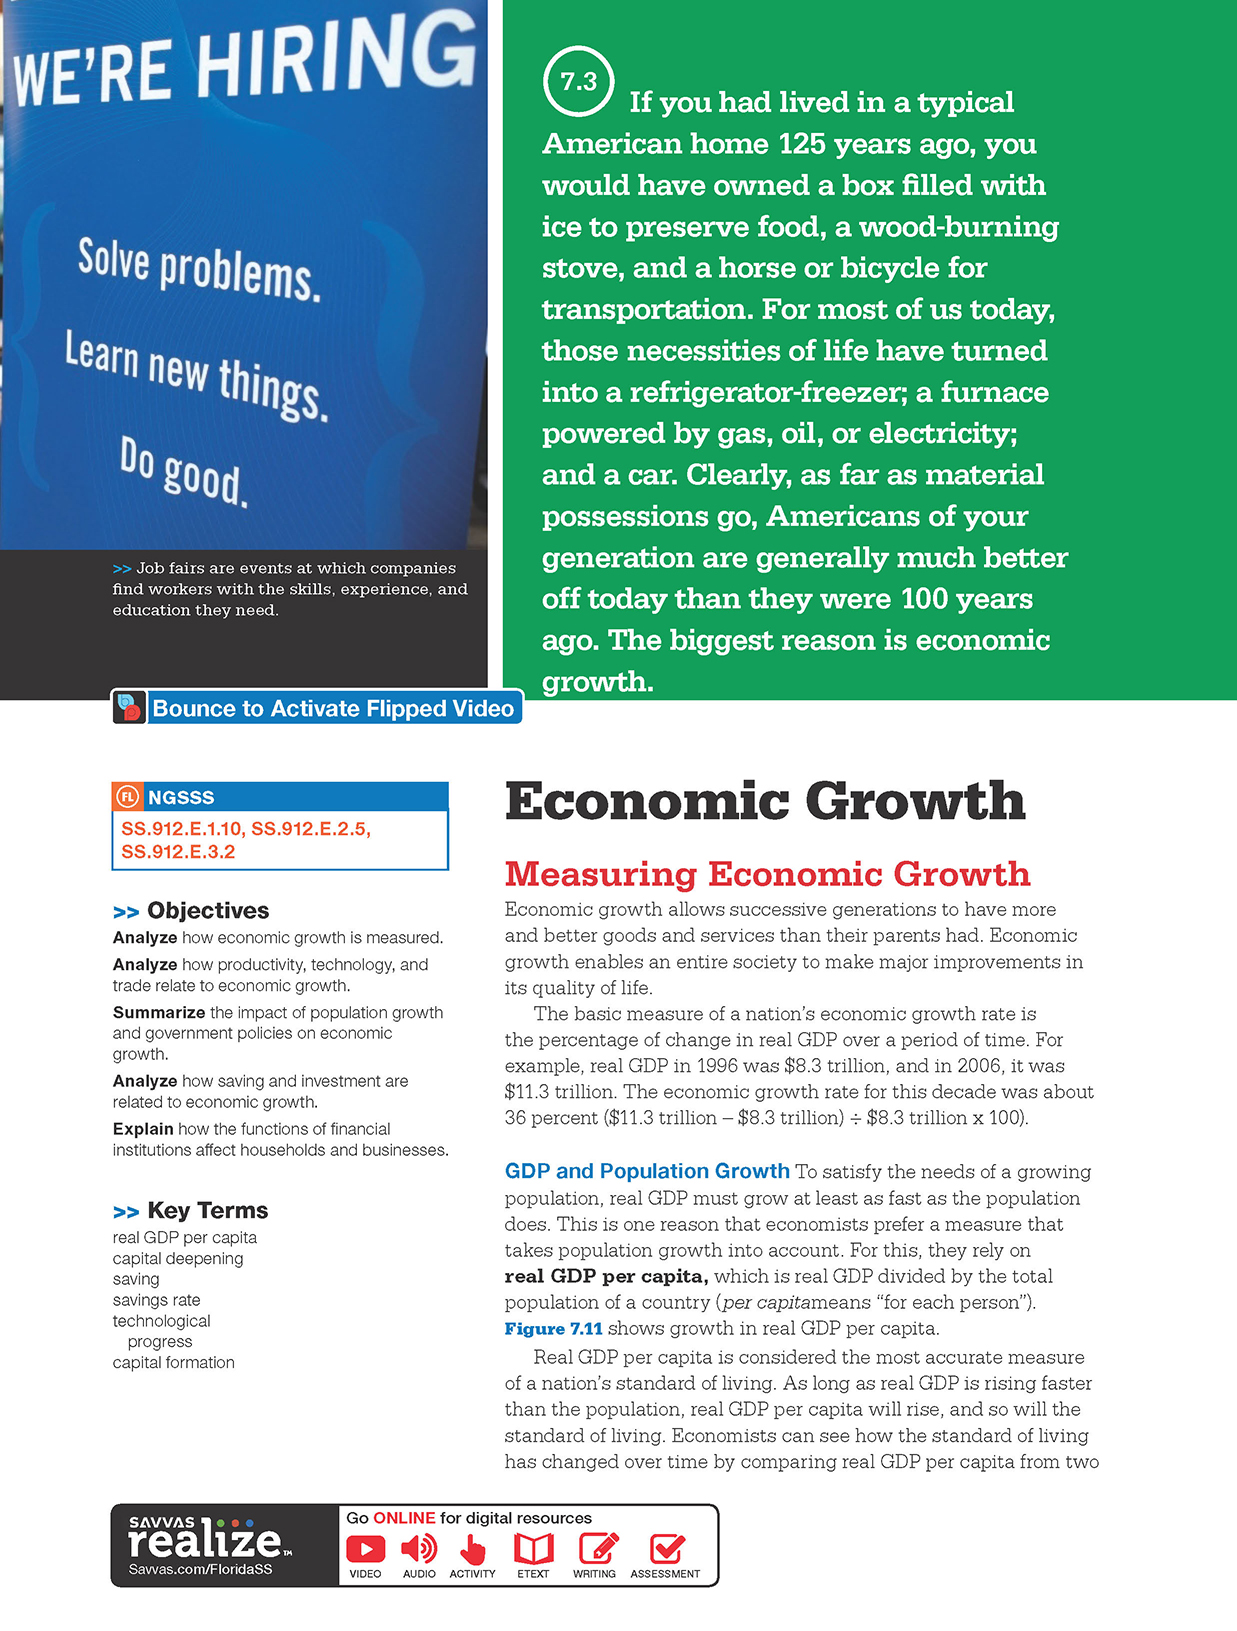 WE'RE HIRING
Solve problems.
Learn new things.
Do good.
>> Job fairs are events at which companies
find workers with the skills, experience, and
education they need.
7.3 If you had lived in a typical
American home 125 years ago, you
would have owned a box filled with
ice to preserve food, a wood-burning
stove, and a horse or bicycle for
transportation. For most of us today,
those necessities of life have turned
into a refrigerator-freezer; a furnace
powered by gas, oil, or electricity;
and a car. Clearly, as far as material
possessions go, Americans of your
generation are generally much better
off today than they were 100 years
ago. The biggest reason is economic
growth.
Bounce to Activate Flipped Video
FL NGSSS
SS.912.E.1.10, SS.912.E.2.5,
SS.912.E.3.2
>> Objectives
Analyze how economic growth is measured.
Analyze how productivity, technology, and
trade relate to economic growth.
Summarize the impact of population growth
and government policies on economic
growth.
Analyze how saving and investment are
related to economic growth.
Explain how the functions of financial
institutions affect households and businesses.
>> Key Terms
real GDP per capita
capital deepening
saving
savings rate
technological
progress
capital formation
Economic Growth
Measuring Economic Growth
Economic growth allows successive generations to have more
and better goods and services than their parents had. Economic
growth enables an entire society to make major improvements in
its quality of life.
The basic measure of a nation's economic growth rate is
the percentage of change in real GDP over a period of time. For
example, real GDP in 1996 was $8.3 trillion, and in 2006, it was
$11.3 trillion. The economic growth rate for this decade was about
36 percent ($11.3 trillion – $8.3 trillion) ÷ $8.3 trillion x 100).
GDP and Population Growth To satisfy the needs of a growing
population, real GDP must grow at least as fast as the population
does. This is one reason that economists prefer a measure that
takes population growth into account. For this, they rely on
real GDP per capita, which is real GDP divided by the total
population of a country (per capitameans “for each person”).
Figure 7.11 shows growth in real GDP per capita.
Real GDP per capita is considered the most accurate measure
of a nation's standard of living. As long as real GDP is rising faster
than the population, real GDP per capita will rise, and so will the
standard of living. Economists can see how the standard of living
has changed over time by comparing real GDP per capita from two
SAVVAS
realize™
Savvas.com/FloridaSS
Go ONLINE for digital resources
VIDEO AUDIO ACTIVITY ETEXT WRITING ASSESSMENT